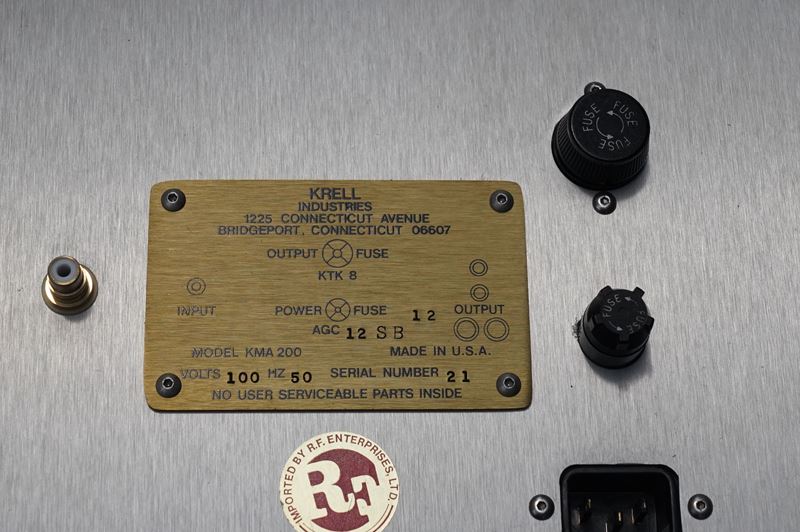 KRELL
INDUSTRIES
1225 CONNECTICUT AVENUE
BRIDGEPORT, CONNECTICUT 06607
OUTPUT FUSE
KTK 8
INPUT
POWER FUSE 12 OUTPUT
AGC 12 SB
MODEL KMA 200 MADE IN U.S.A.
VOLTS 100 HZ 50 SERIAL NUMBER 21
NO USER SERVICEABLE PARTS INSIDE
FUSE FUSE FUSE
FUSE FUSE
IMPORTED BY R.F. ENTERPRISES, LTD.
RF